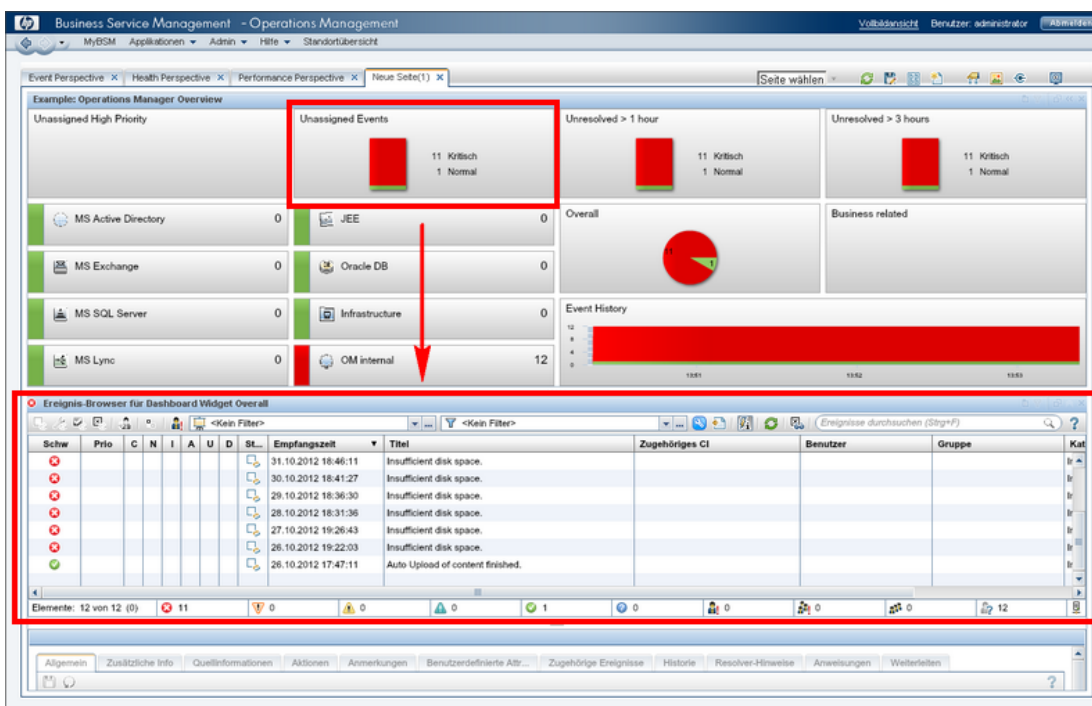 hp Business Service Management - Operations Management Vollbildansicht Benutzer: administrator Abmelden
MyBSM Applikationen Admin Hilfe Standortübersicht
Event Perspective Health Perspective Performance Perspective Neue Seite(1) Seite wählen
Example: Operations Manager Overview
Unassigned High Priority Unassigned Events Unresolved > 1 hour Unresolved > 3 hours
11 Kritisch 11 Kritisch 11 Kritisch
1 Normal 1 Normal 1 Normal
MS Active Directory 0 JEE 0 Overall Business related
11
1
MS Exchange 0 Oracle DB 0
MS SQL Server 0 Infrastructure 0 Event History
12
8
4
0
MS Lync 0 OM internal 12
13:51 13:52 13:53
Ereignis-Browser für Dashboard Widget Overall
<Kein Filter> <Kein Filter> (Ereignisse durchsuchen (Strg+F)
Schw Prio C N I A U D St... Empfangszeit Titel Zugehöriges CI Benutzer Gruppe Kat
31.10.2012 18:46:11 Insufficient disk space.
30.10.2012 18:41:27 Insufficient disk space.
29.10.2012 18:36:30 Insufficient disk space.
28.10.2012 18:31:36 Insufficient disk space.
27.10.2012 19:26:43 Insufficient disk space.
26.10.2012 19:22:03 Insufficient disk space.
26.10.2012 17:47:11 Auto Upload of content finished.
Elemente: 12 von 12 (0) 11 0 0 0 1 0 0 0 0 12
Allgemein Zusätzliche Info Quellinformationen Aktionen Anmerkungen Benutzerdefinierte Attr... Zugehörige Ereignisse Historie Resolver-Hinweise Anweisungen Weiterleiten